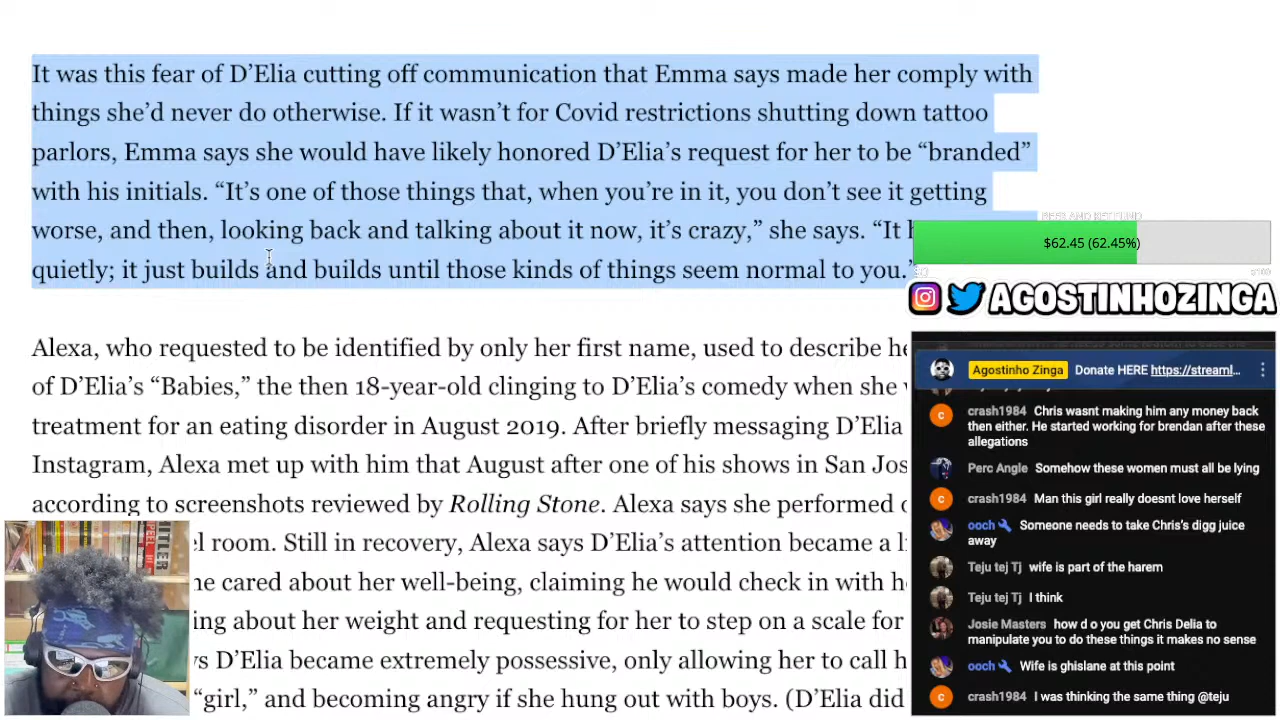 It was this fear of D’Elia cutting off communication that Emma says made her comply with
things she’d never do otherwise. If it wasn’t for Covid restrictions shutting down tattoo
parlors, Emma says she would have likely honored D’Elia’s request for her to be “branded”
with his initials. “It’s one of those things that, when you’re in it, you don’t see it getting
worse, and then, looking back and talking about it now, it’s crazy,” she says. “It
quietly; it just builds and builds until those kinds of things seem normal to you.”
Alexa, who requested to be identified by only her first name, used to describe
of D’Elia’s “Babies,” the then 18-year-old clinging to D’Elia’s comedy when she
treatment for an eating disorder in August 2019. After briefly messaging D’Elia
Instagram, Alexa met up with him that August after one of his shows in San
according to screenshots reviewed by Rolling Stone. Alexa says she performed
room. Still in recovery, Alexa says D’Elia’s attention became a
cared about her well-being, claiming he would check in with
about her weight and requesting for her to step on a scale for
D’Elia became extremely possessive, only allowing her to call
“girl,” and becoming angry if she hung out with boys. (D’Elia did
$62.45 (62.45%)
AGOSTINHOZINGA
Agostinho Zinga Donate HERE https://streaml...
crash1984 Chris wasnt making him any money back
then either. He started working for brendan after these
allegations
Perc Angle Somehow these women must all be lying
crash1984 Man this girl really doesnt love herself
ooch Someone needs to take Chris’s digg juice
away
Teju tej Tj wife is part of the harem
Teju tej Tj I think
Josie Masters how d o you get Chris Delia to
manipulate you to do these things it makes no sense
ooch Wife is ghislane at this point
crash1984 I was thinking the same thing @teju
PEELER